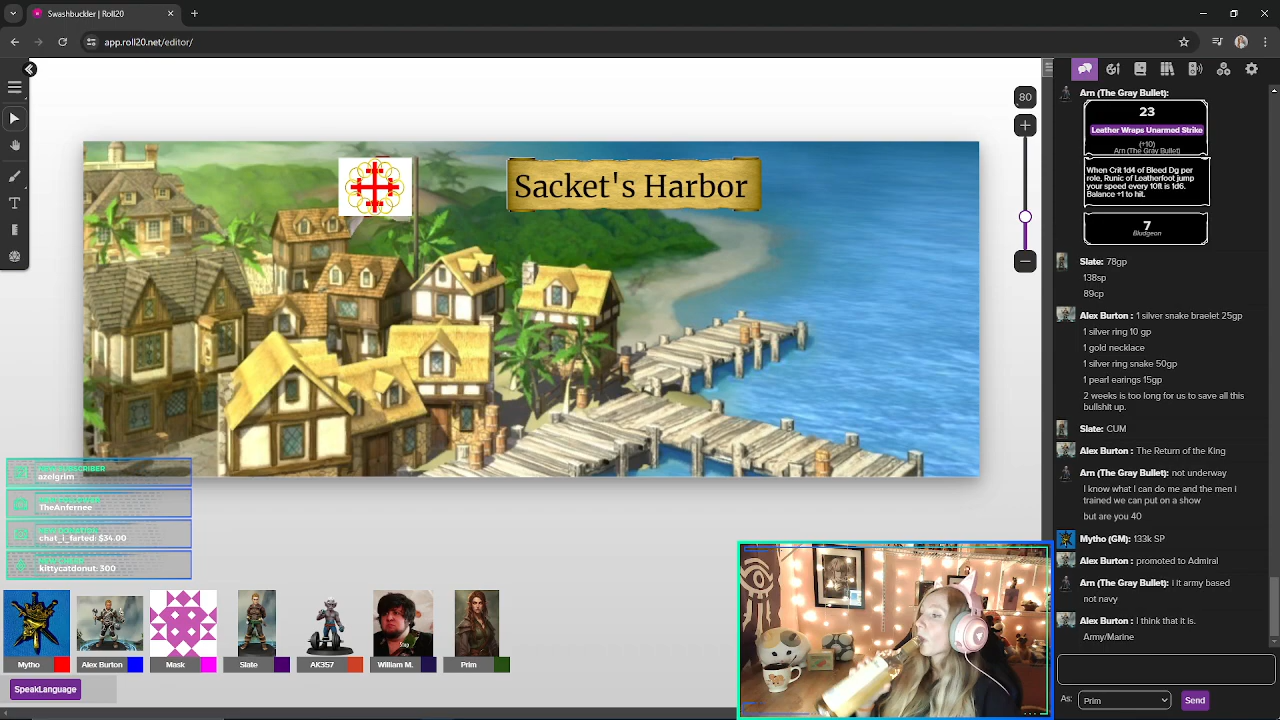 Swashbuckler | Roll20
app.roll20.net/editor/
80
Sacket's Harbor
Arn (The Gray Bullet):
23
Leather Wraps Unarmed Strike
(+10)
Arn (The Gray Bullet)
When Crit 1d4 of Bleed Dg per
role, Runic of Leatherfoot jump
your speed every 10ft is 1d6.
Balance +1 to hit.
7
Bludgeon
Slate: 78gp
138sp
89cp
Alex Burton : 1 silver snake bralet 25gp
1 silver ring 10 gp
1 gold necklace
1 silver ring snake 50gp
1 pearl earings 15gp
2 weeks is too long for us to save all this
bullshit up.
Slate: CUM
Alex Burton : The Return of the King
Arn (The Gray Bullet): not underway
I know what I can do me and the men I
trained we can put on a show
but are you 40
Mytho (GM): 133k SP
Alex Burton : promoted to Admiral
Arn (The Gray Bullet): I it army based
not navy
Alex Burton : I think that it is.
Army/Marine
As:
Prim
Send
azelgrim
TheAnfernee
chat_i_farted: $34.00
kittycatdonut: 300
Mytho
Alex Burton
Mask
Slate
AK357
William M.
Prim
SpeakLanguage